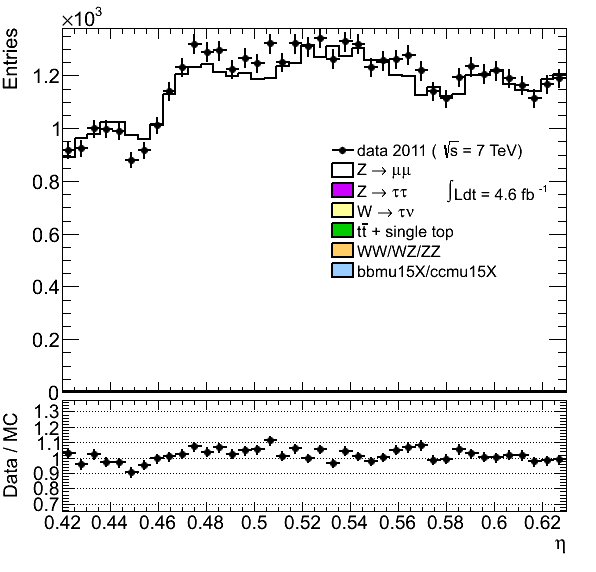 ×10³
Entries
1.2
1
0.8
0.6
0.4
0.2
0
data 2011 ( √s = 7 TeV)
Z → μμ
Z → ττ
∫Ldt = 4.6 fb⁻¹
W → τν
tt̄ + single top
WW/WZ/ZZ
bbmu15X/ccmu15X
Data / MC
1.3
1.2
1.1
1
0.9
0.8
0.7
0.42 0.44 0.46 0.48 0.5 0.52 0.54 0.56 0.58 0.6 0.62
η